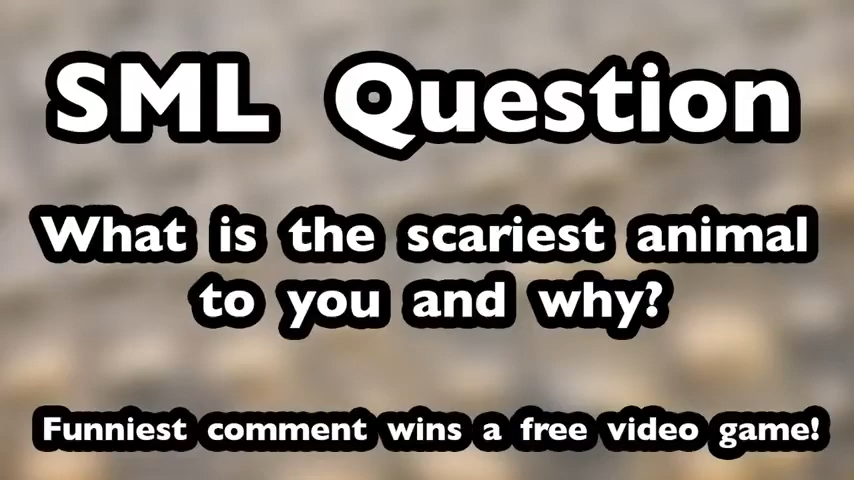 SML Question
What is the scariest animal
to you and why?
Funniest comment wins a free video game!